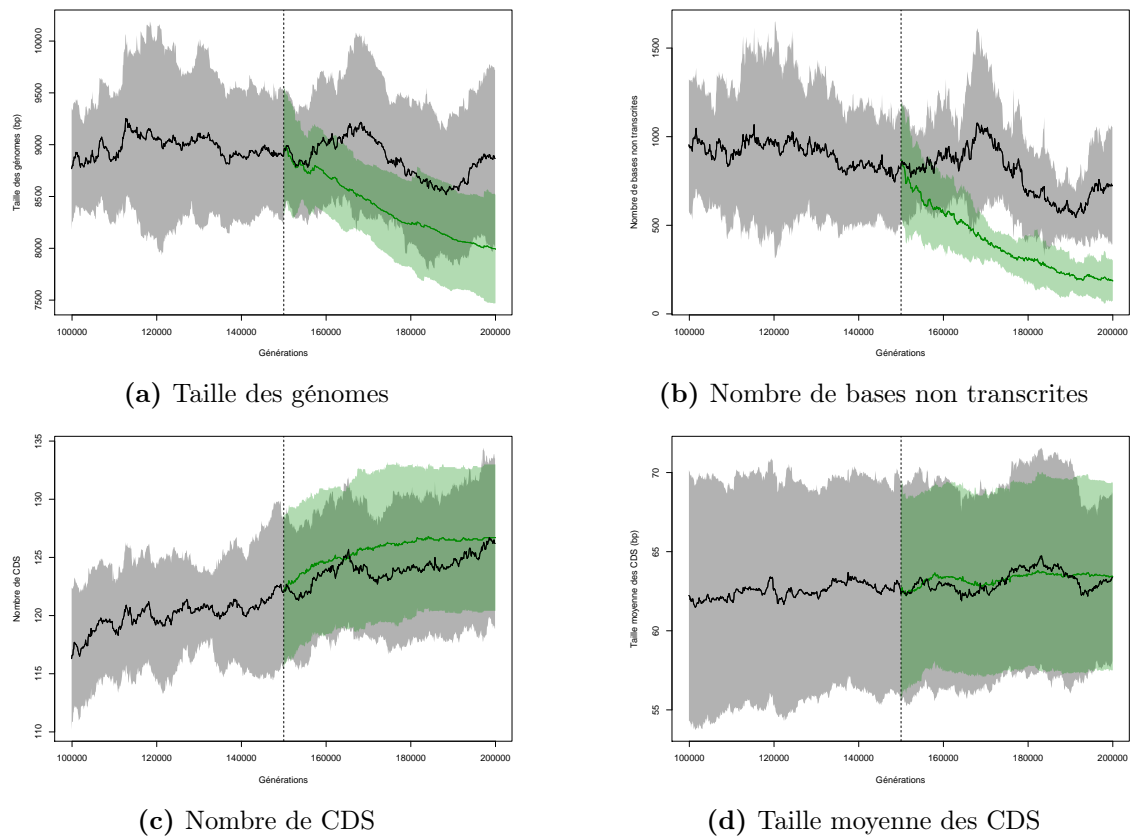 Taille des génomes (bp)
10000
9500
9000
8500
8000
7500
100000 120000 140000 160000 180000 200000
Générations
(a) Taille des génomes
Nombre de bases non transcrites
1500
1000
500
0
100000 120000 140000 160000 180000 200000
Générations
(b) Nombre de bases non transcrites
Nombre de CDS
135
130
125
120
115
110
100000 120000 140000 160000 180000 200000
Générations
(c) Nombre de CDS
Taille moyenne des CDS (bp)
70
65
60
55
100000 120000 140000 160000 180000 200000
Générations
(d) Taille moyenne des CDS